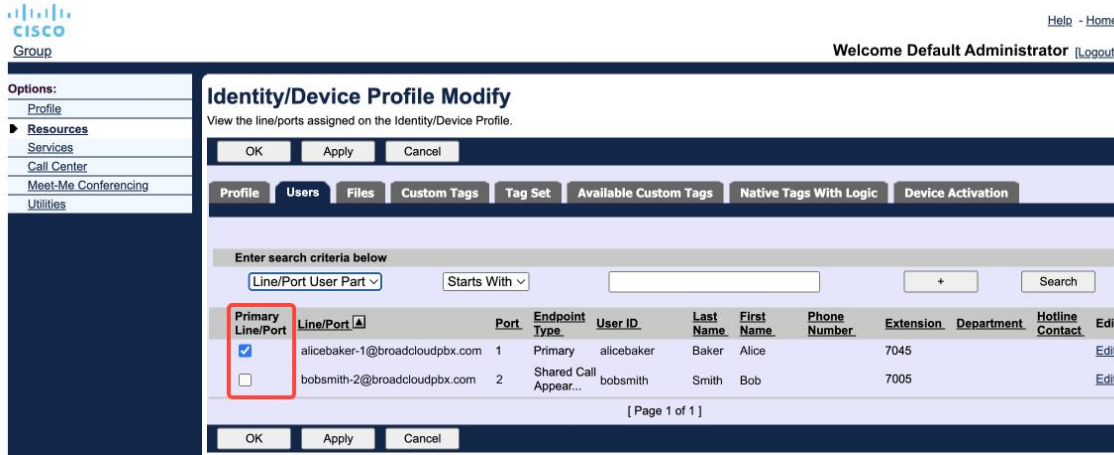 CISCO
Help - Home
Group
Welcome Default Administrator [Logout
Options:
Profile
Resources
Services
Call Center
Meet-Me Conferencing
Utilities
Identity/Device Profile Modify
View the line/ports assigned on the Identity/Device Profile.
OK Apply Cancel
Profile Users Files Custom Tags Tag Set Available Custom Tags Native Tags With Logic Device Activation
Enter search criteria below
Line/Port User Part Starts With + Search
Primary Line/Port Line/Port Port Endpoint Type User ID Last Name First Name Phone Number Extension Department Hotline Contact Edi
alicebaker-1@broadcloudpbx.com 1 Primary alicebaker Baker Alice 7045 Edi
bobsmith-2@broadcloudpbx.com 2 Shared Call Appear... bobsmith Smith Bob 7005 Edi
[ Page 1 of 1 ]
OK Apply Cancel